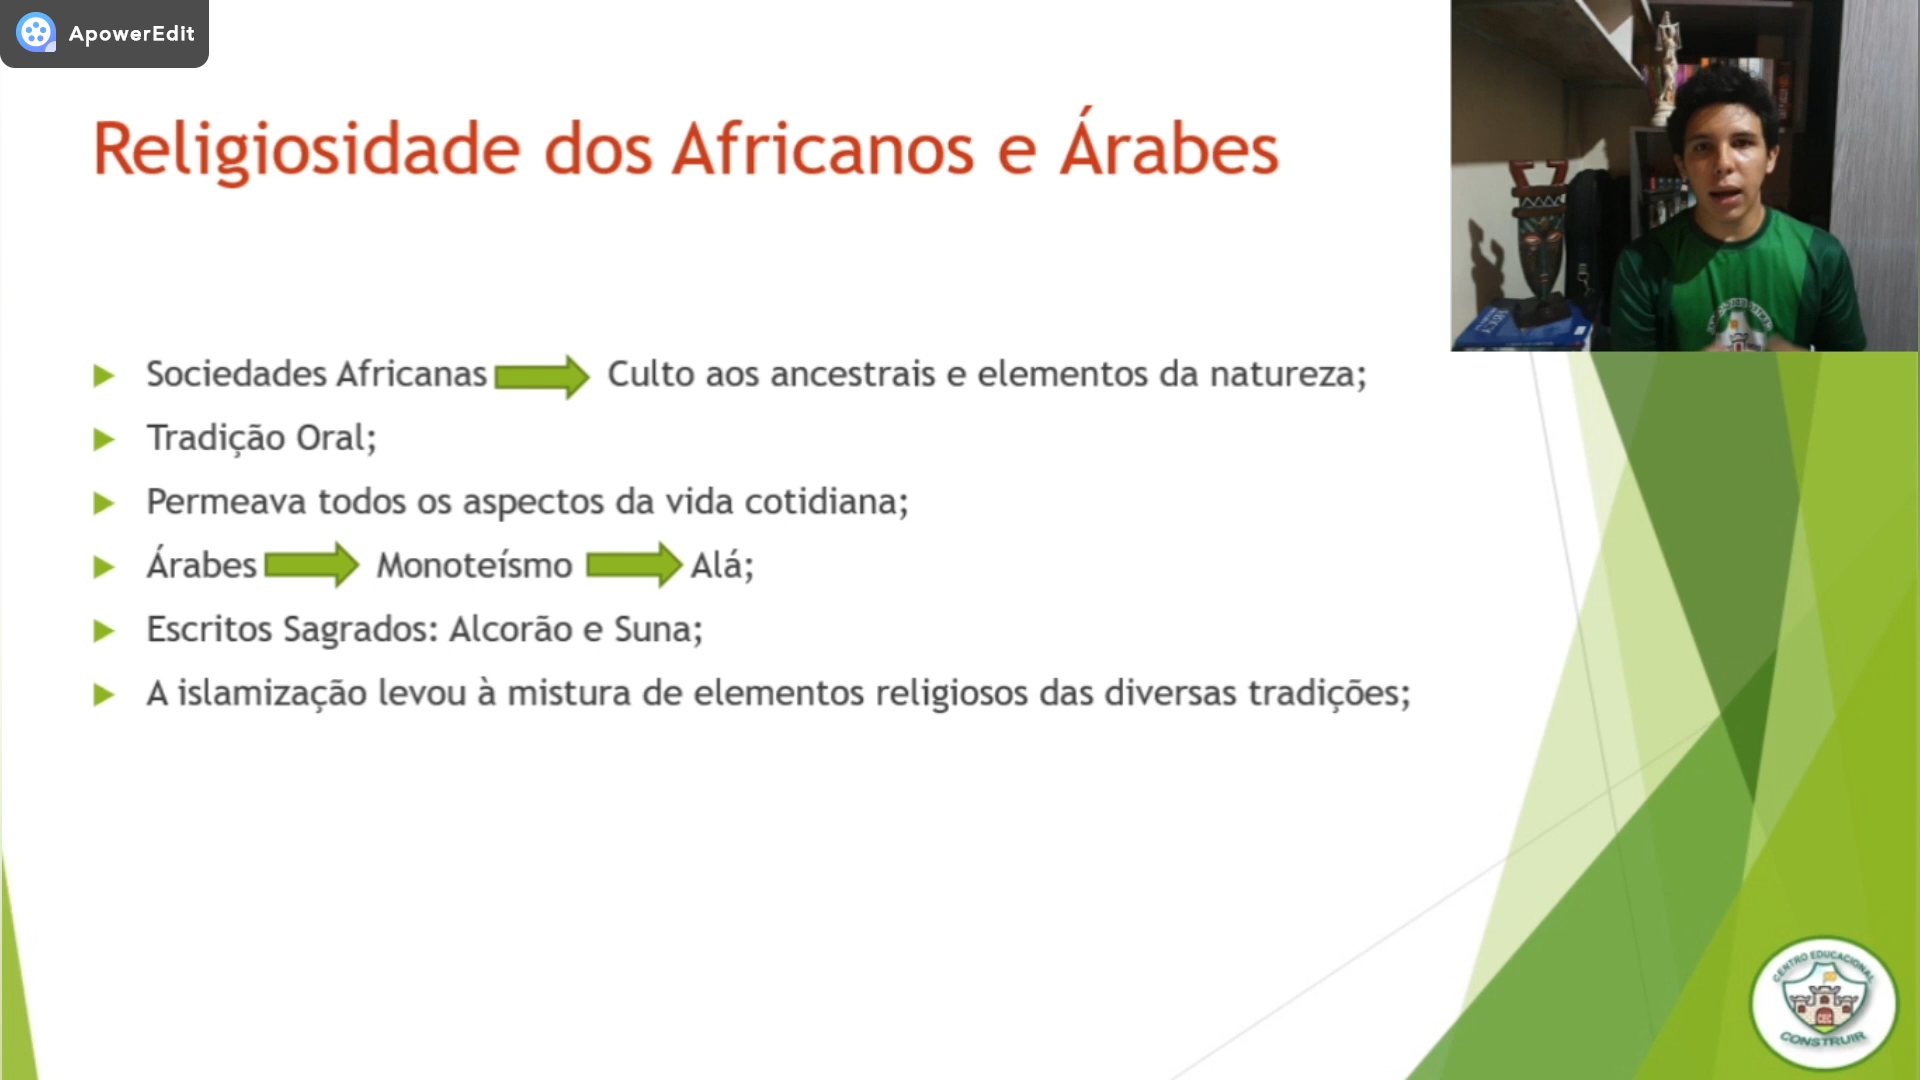 ApowerEdit
Religiosidade dos Africanos e Árabes
Sociedades Africanas Culto aos ancestrais e elementos da natureza;
Tradição Oral;
Permeava todos os aspectos da vida cotidiana;
Árabes Monoteísmo Alá;
Escritos Sagrados: Alcorão e Suna;
A islamização levou à mistura de elementos religiosos das diversas tradições;
CENTRO EDUCACIONAL
CEC
CONSTRUIR